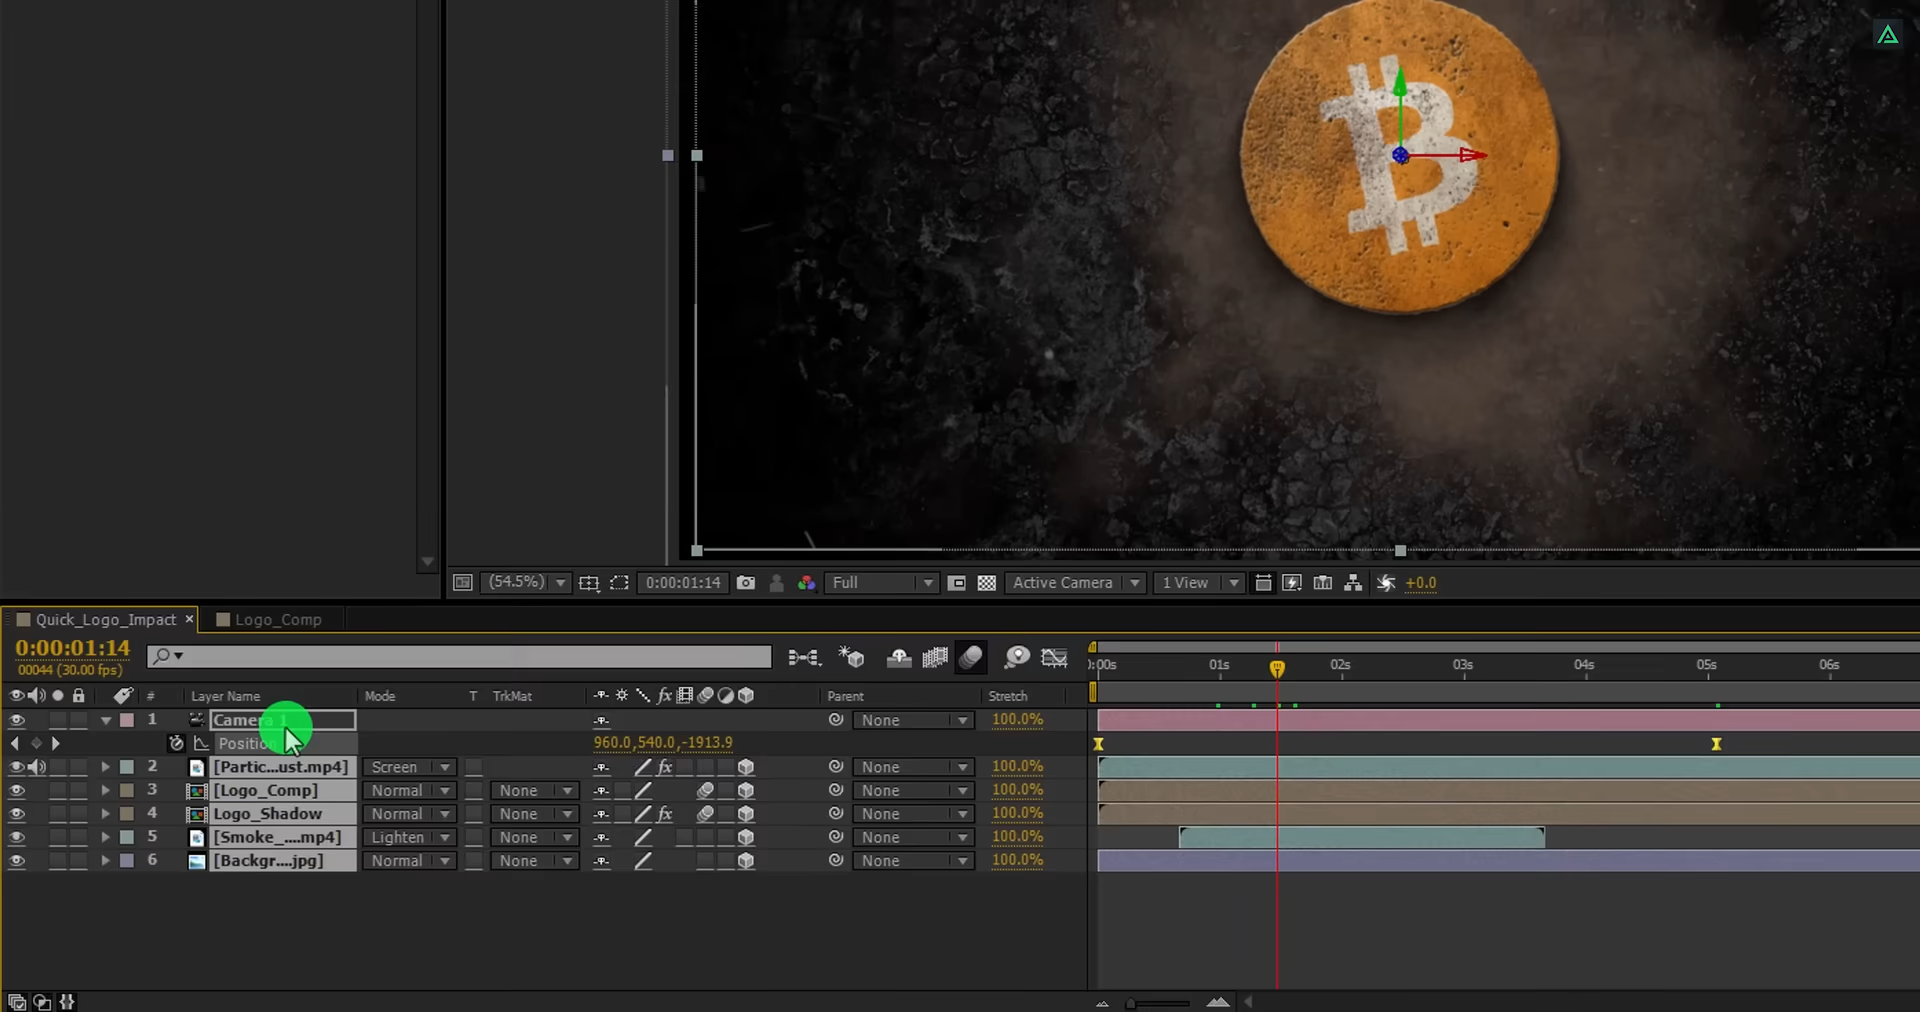 (54.5%) 0:00:01:14 Full Active Camera 1 View +0.0
Quick_Logo_Impact × Logo_Comp
0:00:01:14
00044 (30.00 fps)
:00s 01s 02s 03s 04s 05s 06s
# Layer Name Mode T TrkMat fx Parent Stretch
1 Camera 1 None 100.0%
Position 960.0,540.0,-1913.9
2 [Partic...ust.mp4] Screen fx None 100.0%
3 [Logo_Comp] Normal None None 100.0%
4 Logo_Shadow Normal None fx None 100.0%
5 [Smoke_....mp4] Lighten None None 100.0%
6 [Backgr....jpg] Normal None None 100.0%